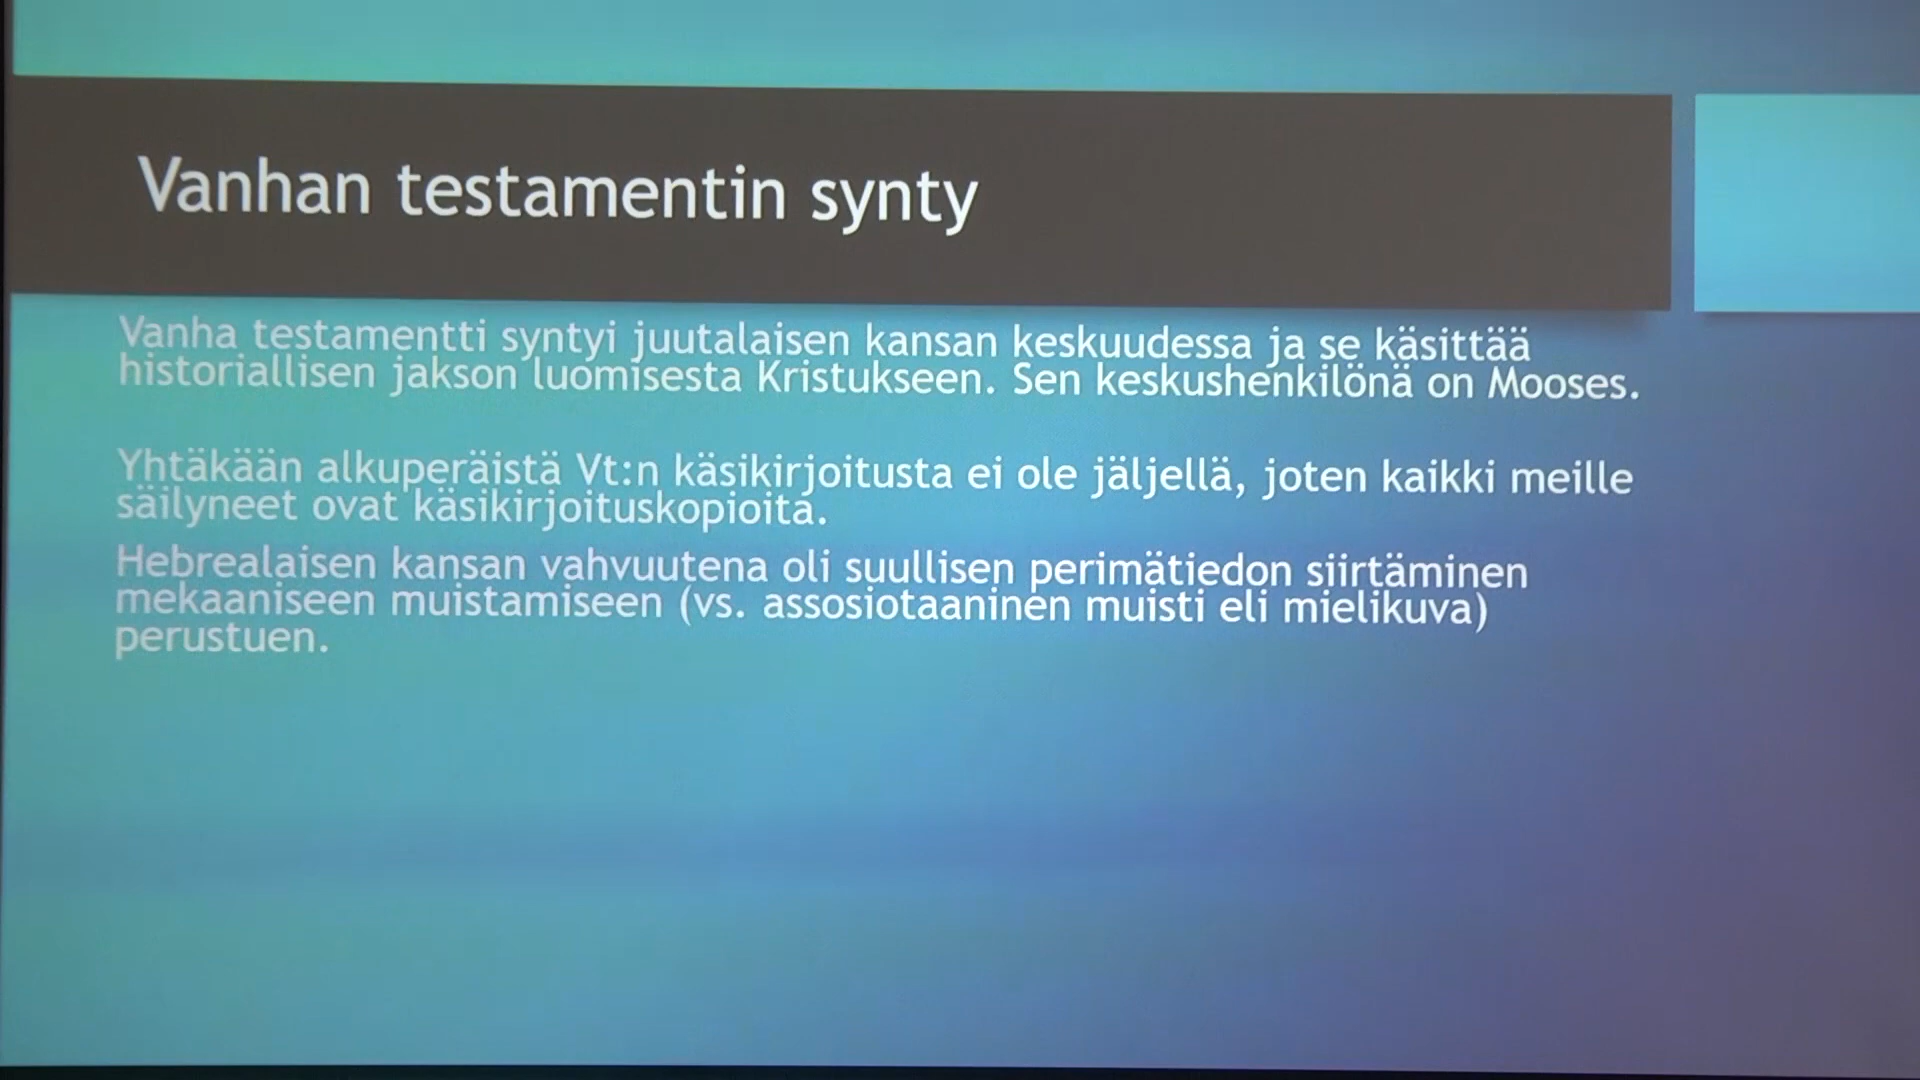 Vanhan testamentin synty
Vanha testamentti syntyi juutalaisen kansan keskuudessa ja se käsittää
historiallisen jakson luomisesta Kristukseen. Sen keskushenkilönä on Mooses.
Yhtäkään alkuperäistä Vt:n käsikirjoitusta ei ole jäljellä, joten kaikki meille
säilyneet ovat käsikirjoituskopioita.
Hebrealaisen kansan vahvuutena oli suullisen perimätiedon siirtäminen
mekaaniseen muistamiseen (vs. assosiotaaninen muisti eli mielikuva)
perustuen.